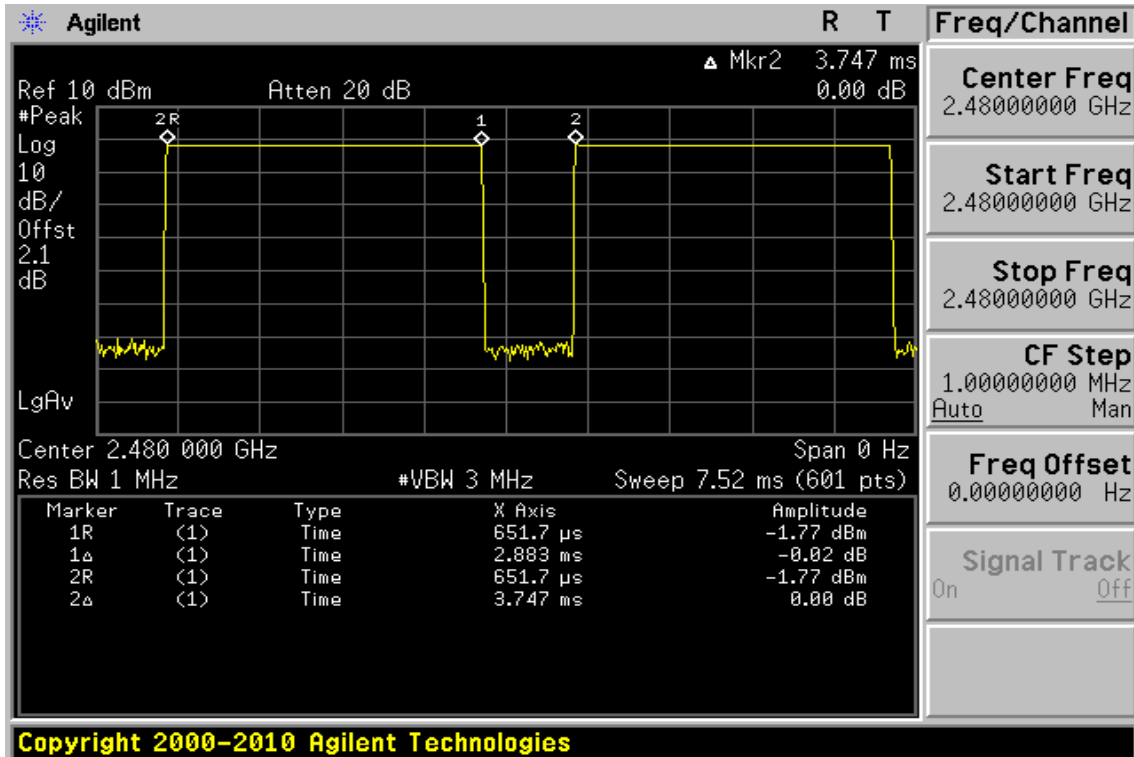 Agilent R T
Freq/Channel
▵ Mkr2 3.747 ms
Ref 10 dBm Atten 20 dB 0.00 dB
#Peak
Log
10
dB/
Offst
2.1
dB
LgAv
2R
1
2
Center 2.480 000 GHz Span 0 Hz
Res BW 1 MHz #VBW 3 MHz Sweep 7.52 ms (601 pts)
Marker Trace Type X Axis Amplitude
1R (1) Time 651.7 µs -1.77 dBm
1▵ (1) Time 2.883 ms -0.02 dB
2R (1) Time 651.7 µs -1.77 dBm
2▵ (1) Time 3.747 ms 0.00 dB
Center Freq
2.48000000 GHz
Start Freq
2.48000000 GHz
Stop Freq
2.48000000 GHz
CF Step
1.00000000 MHz
Auto Man
Freq Offset
0.00000000 Hz
Signal Track
On Off
Copyright 2000-2010 Agilent Technologies